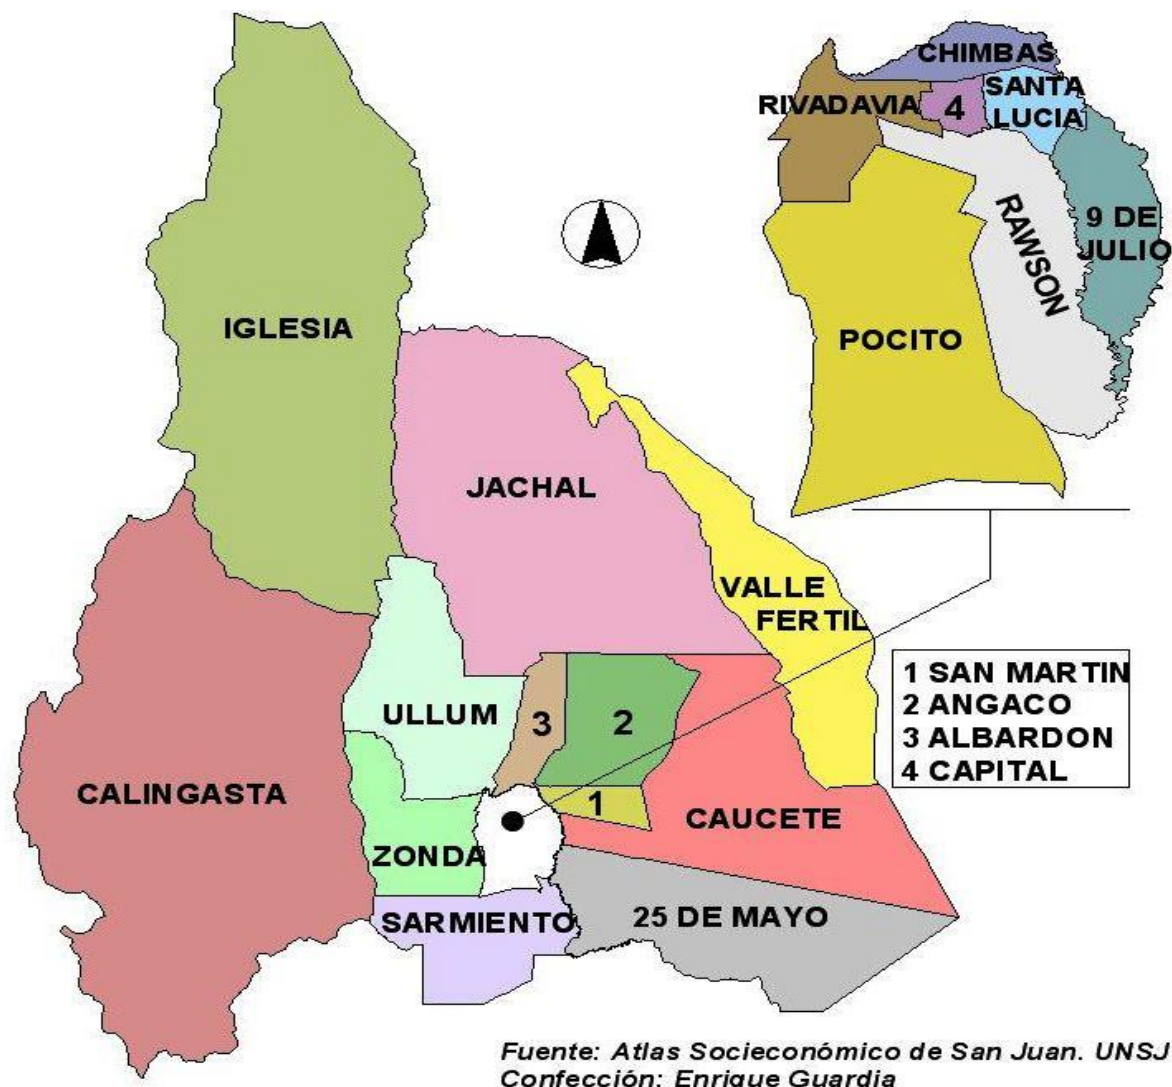 CHIMBAS
RIVADAVIA
4
SANTA
LUCIA
RAWSON
9 DE
JULIO
POCITO
IGLESIA
JACHAL
VALLE
FERTIL
ULLUM
3
2
1
CALINGASTA
ZONDA
CAUCETE
SARMIENTO
25 DE MAYO
1 SAN MARTIN
2 ANGACO
3 ALBARDON
4 CAPITAL
Fuente: Atlas Socieconómico de San Juan. UNSJ
Confección: Enrique Guardia